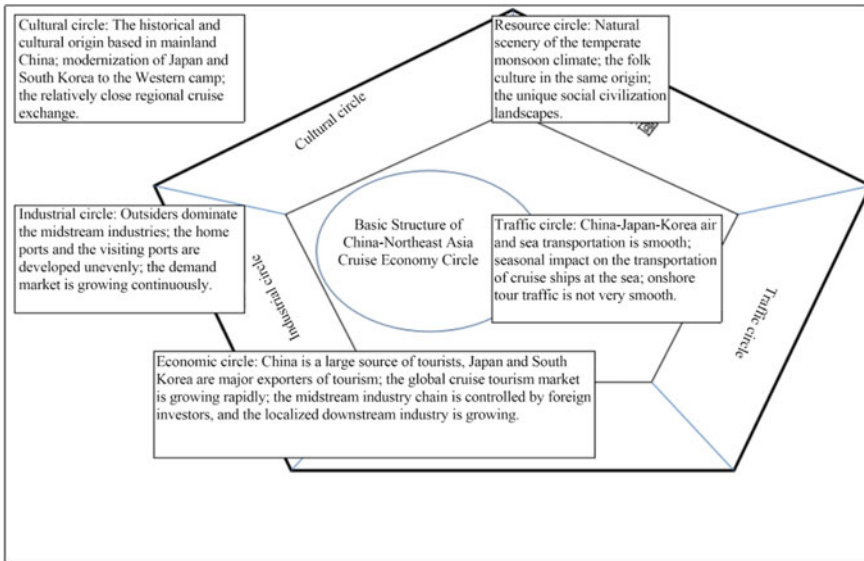 Cultural circle: The historical and
cultural origin based in mainland
China; modernization of Japan and
South Korea to the Western camp;
the relatively close regional cruise
exchange.
Resource circle: Natural
scenery of the temperate
monsoon climate; the folk
culture in the same origin;
the unique social civilization
landscapes.
Cultural circle
Industrial circle: Outsiders dominate
the midstream industries; the home
ports and the visiting ports are
developed unevenly; the demand
market is growing continuously.
Industrial circle
Basic Structure of
China-Northeast Asia
Cruise Economy Circle
Traffic circle: China-Japan-Korea air
and sea transportation is smooth;
seasonal impact on the transportation
of cruise ships at the sea; onshore
tour traffic is not very smooth.
Traffic circle
Economic circle: China is a large source of tourists, Japan and South
Korea are major exporters of tourism; the global cruise tourism market
is growing rapidly; the midstream industry chain is controlled by foreign
investors, and the localized downstream industry is growing.